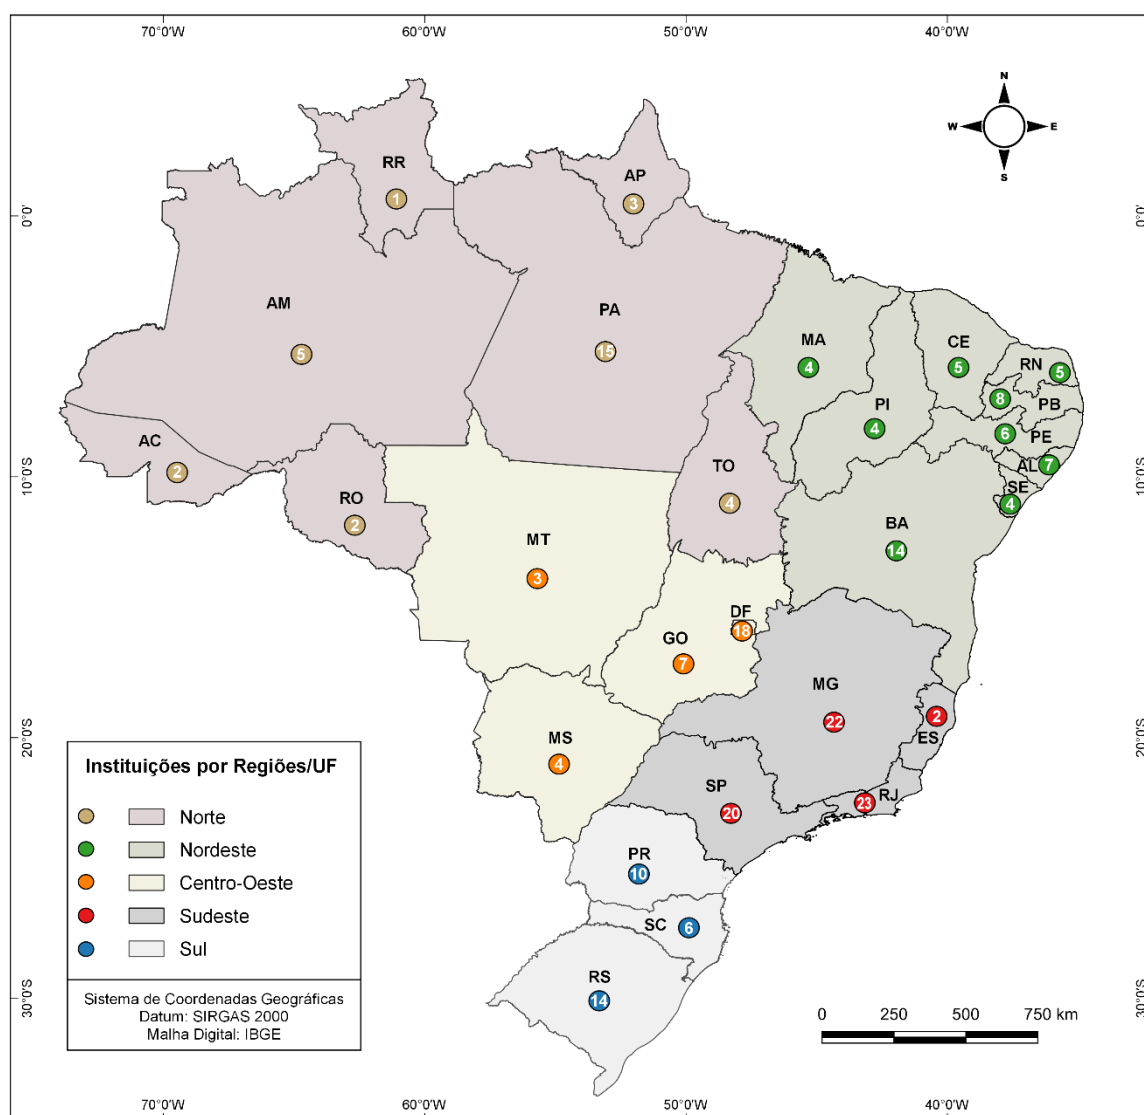 70°0'W 60°0'W 50°0'W 40°0'W
N
W E
S
0°0' 0°0'
10°0'S 10°0'S
20°0'S 20°0'S
30°0'S 30°0'S
RR
1
AP
3
AM
5
PA
15
MA
4
CE
5
RN
5
PI
4
8
PB
6
PE
AL
7
SE
4
AC
2
RO
2
TO
4
BA
14
MT
3
DF
18
GO
7
MG
22
2
ES
MS
4
SP
20
RJ
23
PR
10
SC
6
RS
14
Instituições por Regiões/UF
Norte
Nordeste
Centro-Oeste
Sudeste
Sul
Sistema de Coordenadas Geográficas
Datum: SIRGAS 2000
Malha Digital: IBGE
0 250 500 750 km
70°0'W 60°0'W 50°0'W 40°0'W